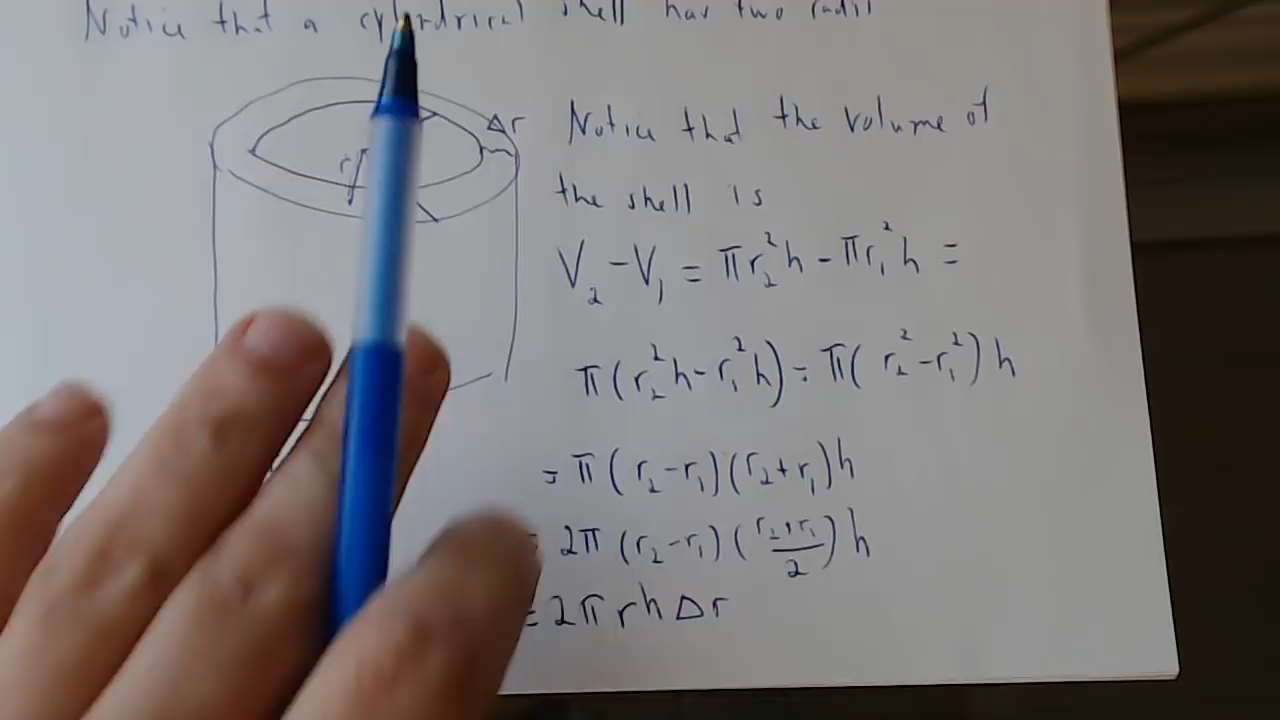 Notice that a cylindrical shell has two radii
Δr
r
Notice that the volume of
the shell is
V₂ - V₁ = πr₂²h - πr₁²h =
π(r₂²h - r₁²h) = π(r₂² - r₁²)h
= π(r₂ - r₁)(r₂ + r₁)h
= 2π(r₂ - r₁)((r₂ + r₁)/2)h
= 2πrhΔr